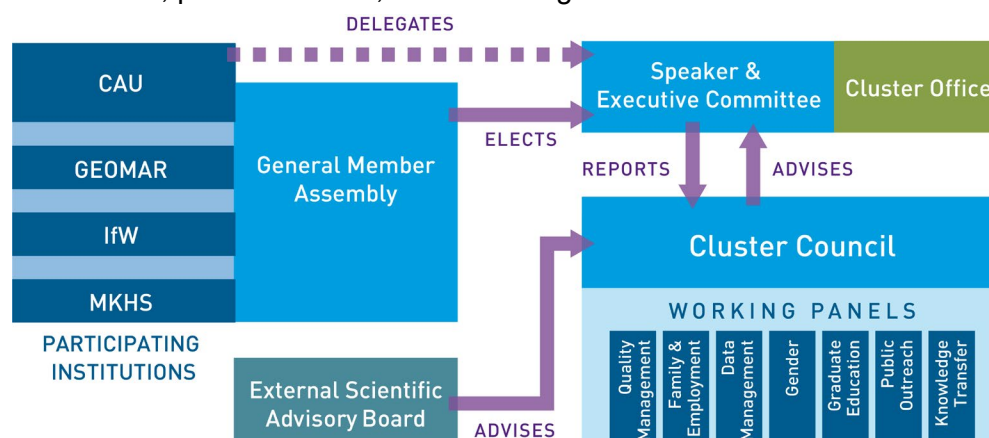 DELEGATES
CAU
GEOMAR
IfW
MKHS
PARTICIPATING
INSTITUTIONS
General Member
Assembly
External Scientific
Advisory Board
ELECTS
ADVISES
Speaker &
Executive Committee
Cluster Office
REPORTS
ADVISES
Cluster Council
WORKING PANELS
Quality
Management
Family &
Employment
Data
Management
Gender
Graduate
Education
Public
Outreach
Knowledge
Transfer